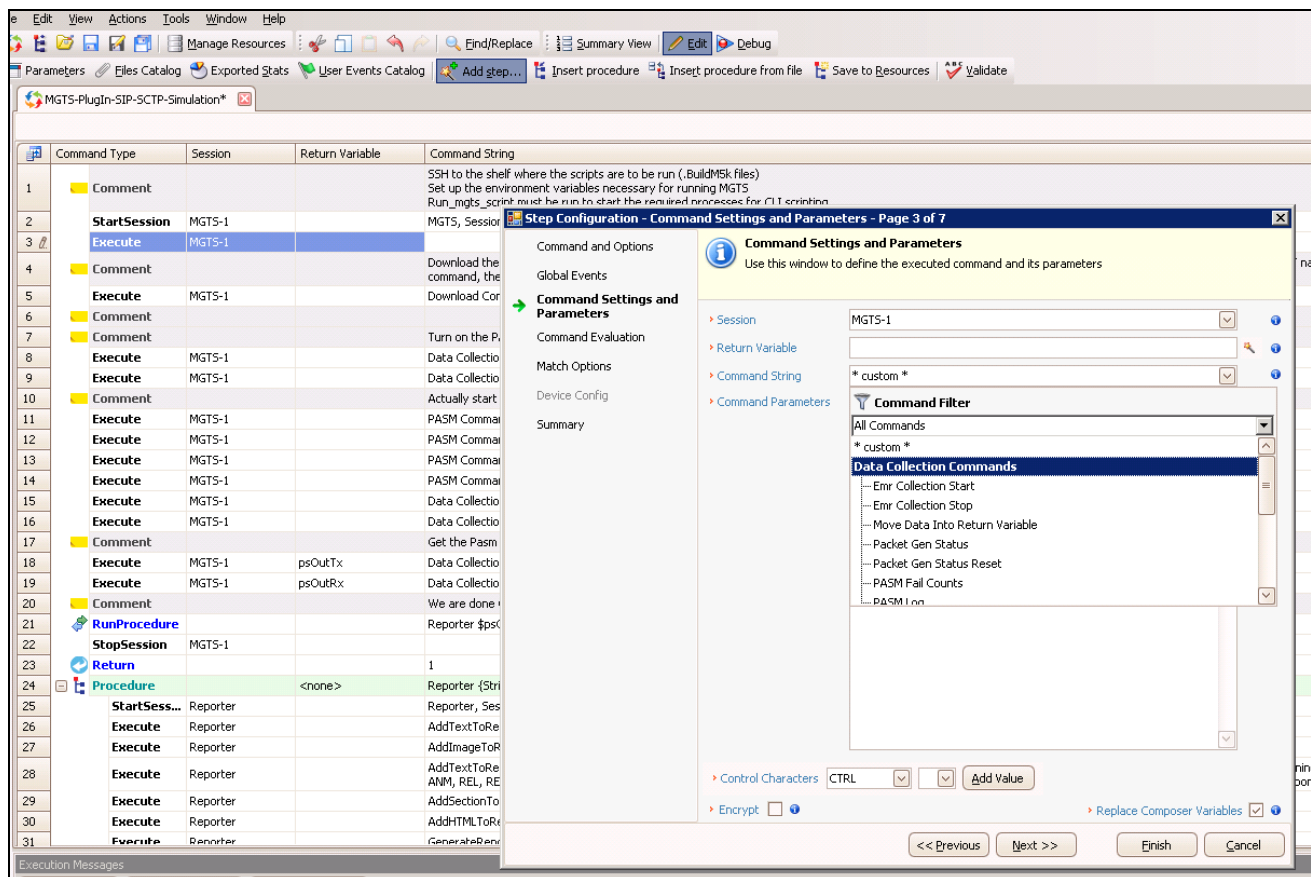 e Edit View Actions Tools Window Help
Manage Resources Find/Replace Summary View Edit Debug
Parameters Files Catalog Exported Stats User Events Catalog Add step... Insert procedure Insert procedure from file Save to Resources Validate
MGTS-PlugIn-SIP-SCTP-Simulation*
Command Type Session Return Variable Command String
1 Comment SSH to the shelf where the scripts are to be run (.BuildM5k files)
Set up the environment variables necessary for running MGTS
Run_mgts_script must be run to start the required processes for CLI scripting
2 StartSession MGTS-1 MGTS, Session
3 Execute MGTS-1
4 Comment Download the
command, the
5 Execute MGTS-1 Download Cor
6 Comment
7 Comment Turn on the P
8 Execute MGTS-1 Data Collectio
9 Execute MGTS-1 Data Collectio
10 Comment Actually start
11 Execute MGTS-1 PASM Comma
12 Execute MGTS-1 PASM Comma
13 Execute MGTS-1 PASM Comma
14 Execute MGTS-1 PASM Comma
15 Execute MGTS-1 Data Collectio
16 Execute MGTS-1 Data Collectio
17 Comment Get the Pasm
18 Execute MGTS-1 psOutTx Data Collectio
19 Execute MGTS-1 psOutRx Data Collectio
20 Comment We are done
21 RunProcedure Reporter $ps
22 StopSession MGTS-1
23 Return 1
24 Procedure <none> Reporter {Stri
25 StartSess... Reporter Reporter, Ses
26 Execute Reporter AddTextToRe
27 Execute Reporter AddImageToR
28 Execute Reporter AddTextToRe
ANM, REL, RE
29 Execute Reporter AddSectionTo
30 Execute Reporter AddHTMLToRe
31 Execute Reporter GenerateRepo
Execution Messages
Step Configuration - Command Settings and Parameters - Page 3 of 7
Command and Options
Global Events
Command Settings and
Parameters
Command Evaluation
Match Options
Device Config
Summary
Command Settings and Parameters
Use this window to define the executed command and its parameters
Session MGTS-1
Return Variable
Command String * custom *
Command Parameters Command Filter
All Commands
* custom *
Data Collection Commands
Emr Collection Start
Emr Collection Stop
Move Data Into Return Variable
Packet Gen Status
Packet Gen Status Reset
PASM Fail Counts
PASM Log
Control Characters CTRL Add Value
Encrypt Replace Composer Variables
<< Previous Next >> Finish Cancel